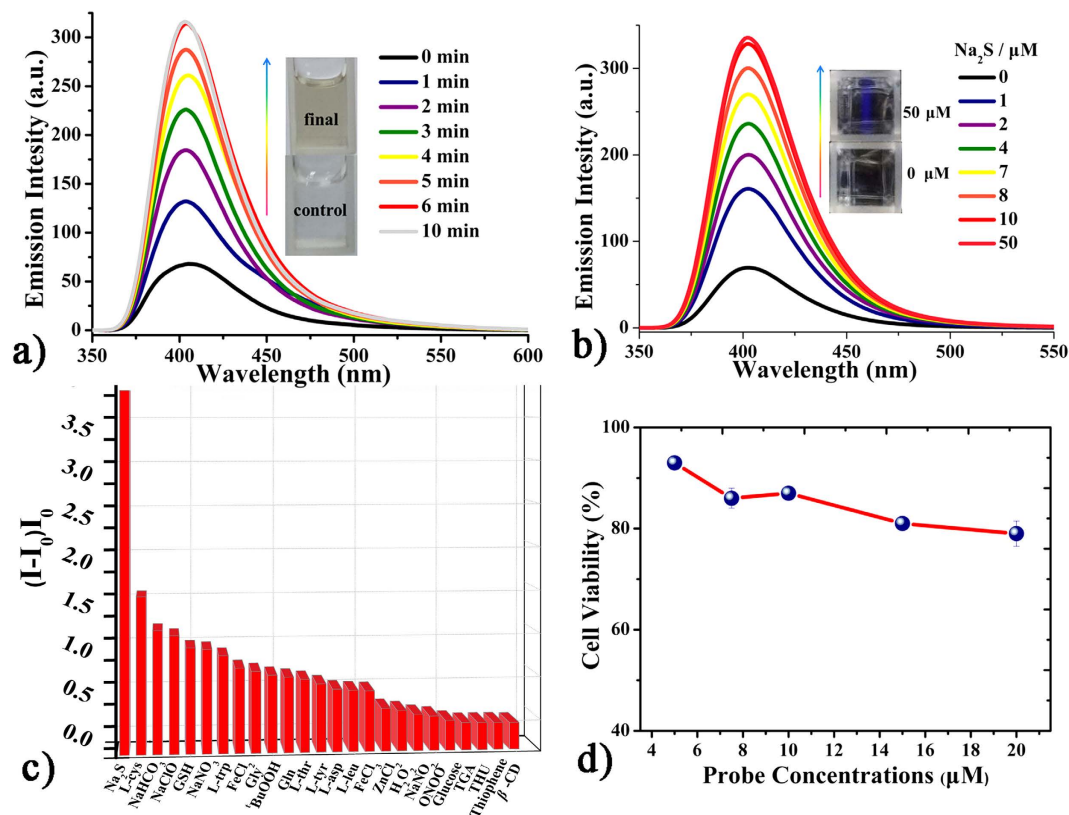 300
250
200
150
100
50
0
Emission Intesity (a.u.)
350 400 450 500 550 600
Wavelength (nm)
a)
final
control
0 min
1 min
2 min
3 min
4 min
5 min
6 min
10 min
300
200
100
0
Emission Intesity (a.u.)
350 400 450 500 550
Wavelength (nm)
b)
50 μM
0 μM
Na2S / μM
0
1
2
4
7
8
10
50
3.5
3.0
2.5
2.0
1.5
1.0
0.5
0.0
(I-I0)I0
c)
Na2S
L-cys
NaHCO3
NaClO
GSH
NaNO3
L-trp
FeCl2
Gly
tBuOOH
Gln
L-thr
L-tyr
L-asp
L-leu
FeCl3
ZnCl2
H2O2
NaNO2
ONOO-
Glucose
TGA
THU
Thiophene
β-CD
100
80
60
40
Cell Viability (%)
4 6 8 10 12 14 16 18 20
Probe Concentrations (μM)
d)